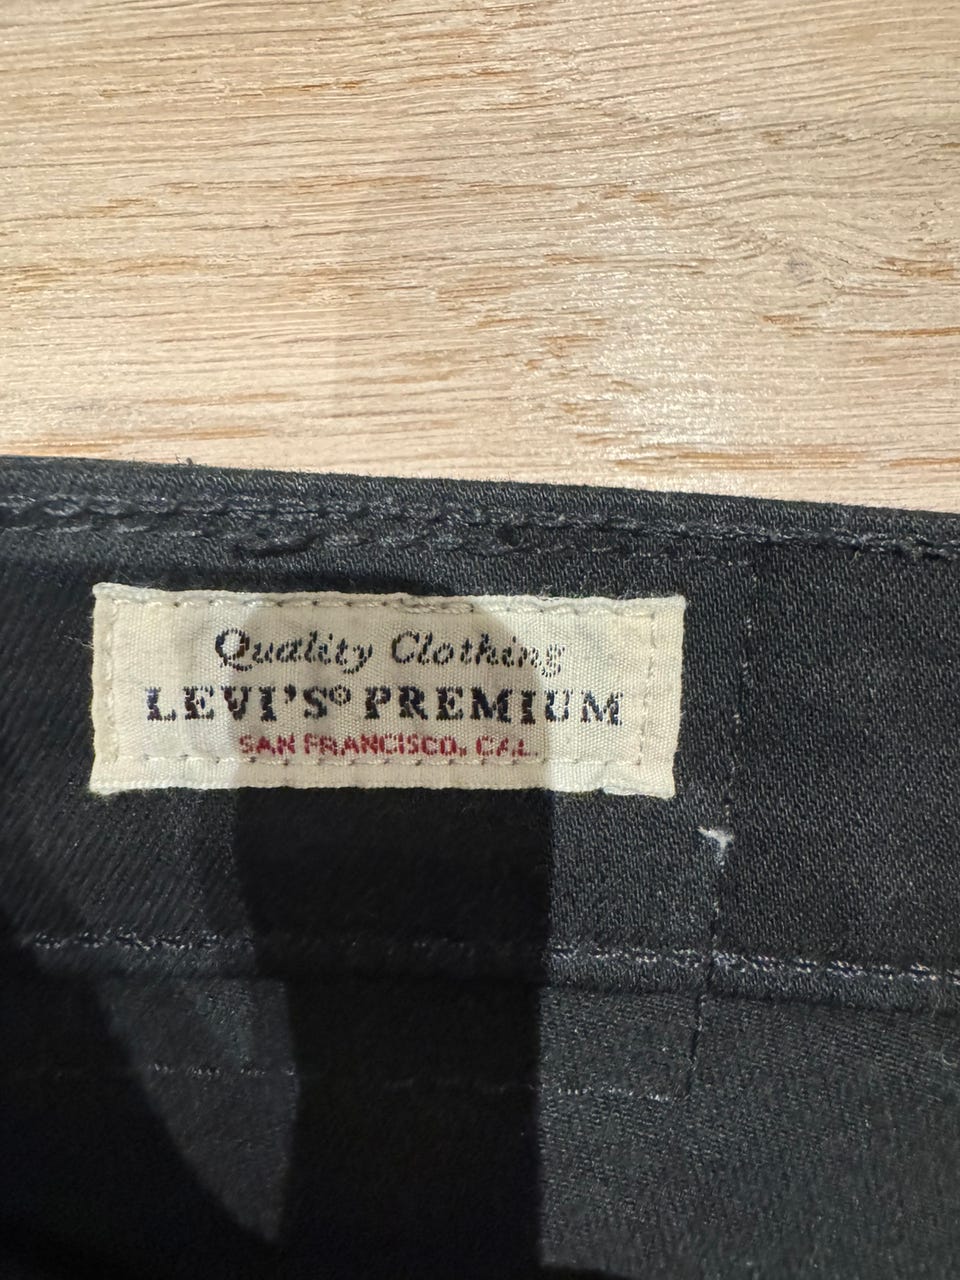 Quality Clothing
LEVI'S® PREMIUM
SAN FRANCISCO, CAL.